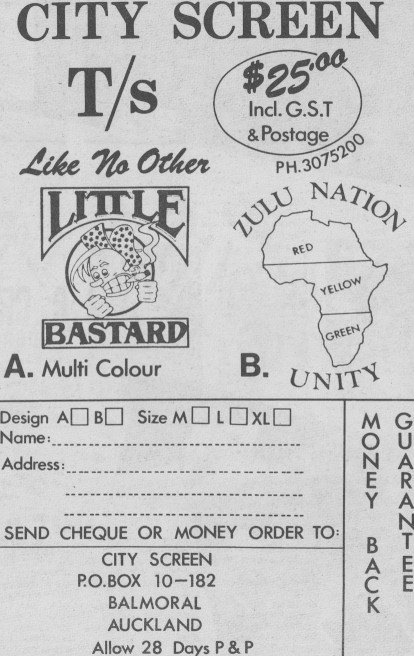 CITY SCREEN
T/s
$25.00
Incl. G.S.T
& Postage
PH.3075200
Like No Other
LITTLE
BASTARD
A. Multi Colour
ZULU NATION
RED
YELLOW
GREEN
B.
UNITY
Design A□ B□ Size M□ L□ XL□
Name:
Address:
SEND CHEQUE OR MONEY ORDER TO:
CITY SCREEN
P.O.BOX 10-182
BALMORAL
AUCKLAND
Allow 28 Days P & P
MONEY BACK
GUARANTEE